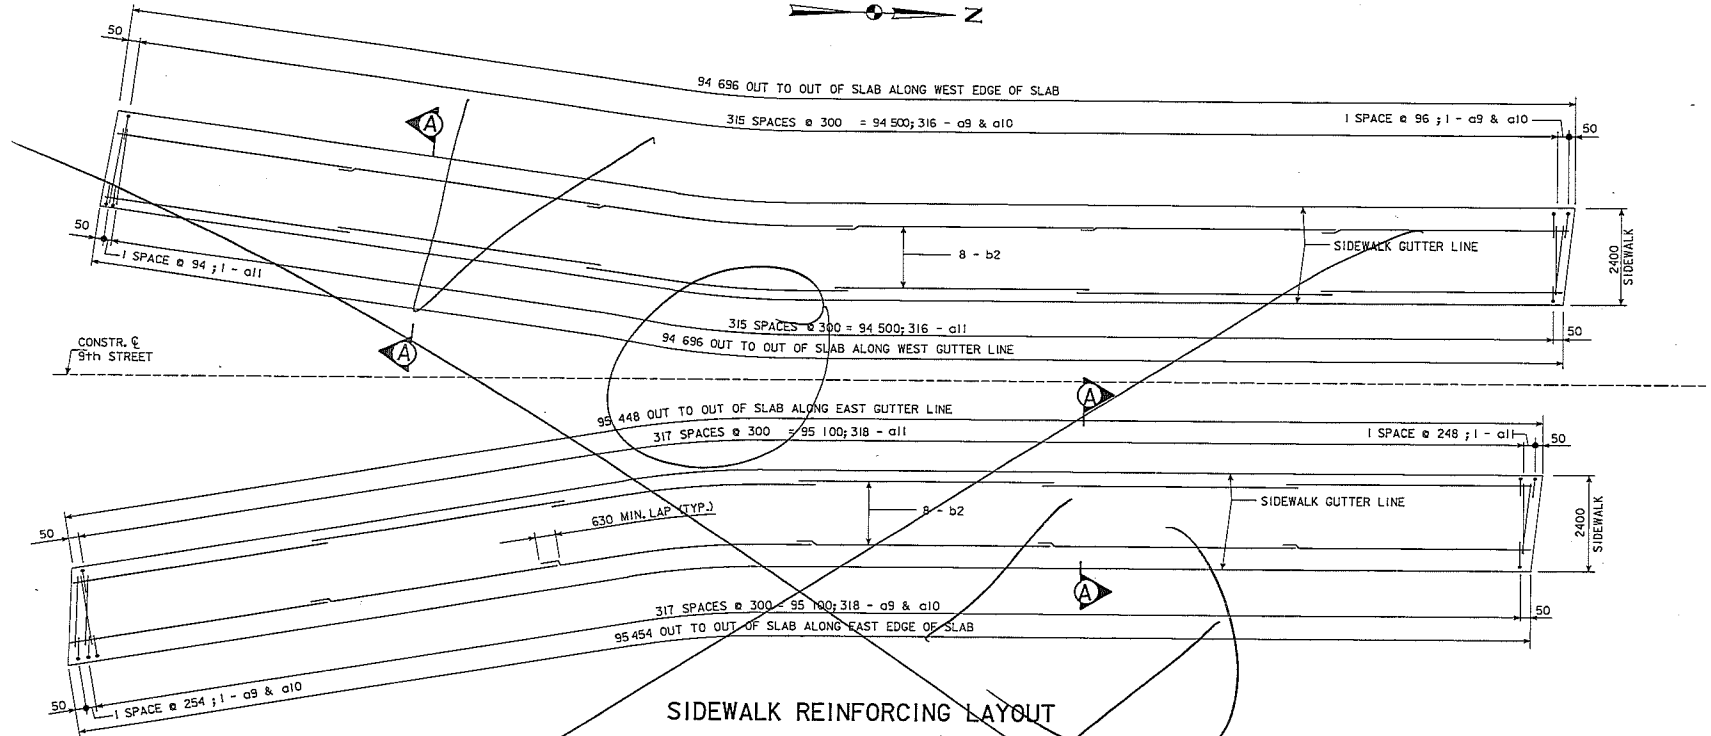 N
50
94 696 OUT TO OUT OF SLAB ALONG WEST EDGE OF SLAB
315 SPACES @ 300 = 94 500; 316 - a9 & a10
1 SPACE @ 96 ; 1 - a9 & a10
50
A
50
1 SPACE @ 94 ; 1 - a11
8 - b2
SIDEWALK GUTTER LINE
2400
SIDEWALK
315 SPACES @ 300 = 94 500; 316 - a11
50
94 696 OUT TO OUT OF SLAB ALONG WEST GUTTER LINE
CONSTR. ℄
9th STREET
A
A
95 448 OUT TO OUT OF SLAB ALONG EAST GUTTER LINE
317 SPACES @ 300 = 95 100; 318 - a11
1 SPACE @ 248 ; 1 - a11
50
50
630 MIN. LAP (TYP.)
8 - b2
SIDEWALK GUTTER LINE
2400
SIDEWALK
A
317 SPACES @ 300 = 95 100; 318 - a9 & a10
50
95 454 OUT TO OUT OF SLAB ALONG EAST EDGE OF SLAB
50
1 SPACE @ 254 ; 1 - a9 & a10
SIDEWALK REINFORCING LAYOUT